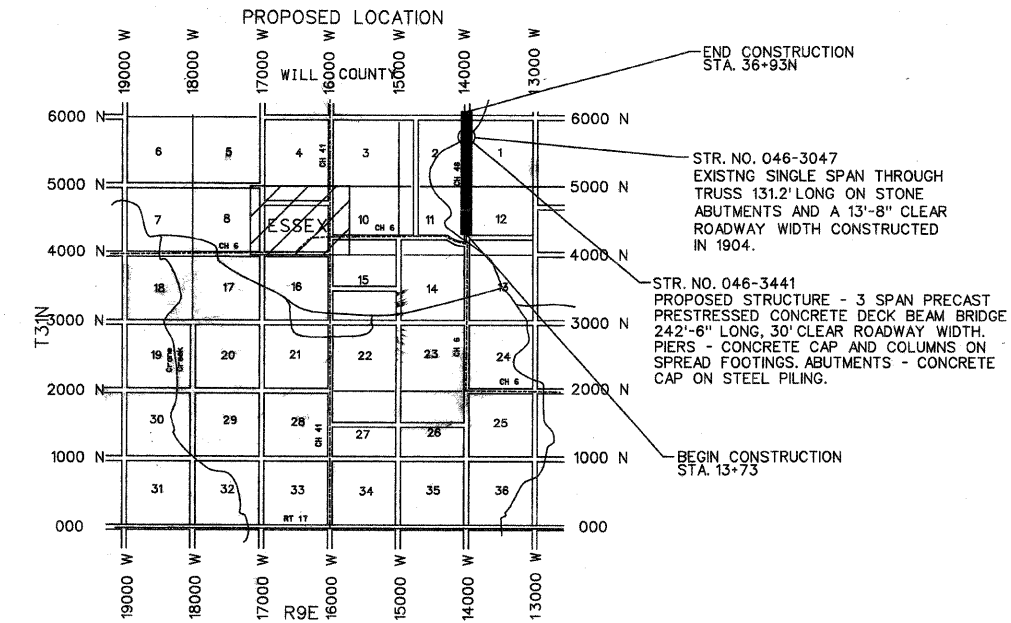 PROPOSED LOCATION
19000 W
18000 W
17000 W
16000 W
15000 W
14000 W
13000 W
WILL COUNTY
END CONSTRUCTION
STA. 36+93N
6000 N
6000 N
6
5
4
CH 41
3
2
CH 48
1
STR. NO. 046-3047
EXISTNG SINGLE SPAN THROUGH
TRUSS 131.2' LONG ON STONE
ABUTMENTS AND A 13'-8" CLEAR
ROADWAY WIDTH CONSTRUCTED
IN 1904.
5000 N
5000 N
7
8
ESSEX
10
CH 6
11
12
4000 N
CH 6
4000 N
18
17
16
15
14
13
STR. NO. 046-3441
PROPOSED STRUCTURE - 3 SPAN PRECAST
PRESTRESSED CONCRETE DECK BEAM BRIDGE
242'-6" LONG, 30' CLEAR ROADWAY WIDTH.
PIERS - CONCRETE CAP AND COLUMNS ON
SPREAD FOOTINGS. ABUTMENTS - CONCRETE
CAP ON STEEL PILING.
T31N
3000 N
3000 N
19
Crane
Creek
20
21
22
23
CH 6
24
CH 6
2000 N
2000 N
30
29
28
CH 41
27
26
25
1000 N
1000 N
BEGIN CONSTRUCTION
STA. 13+73
31
32
33
34
35
36
RT 17
000
000
19000 W
18000 W
17000 W
16000 W
15000 W
14000 W
13000 W
R9E